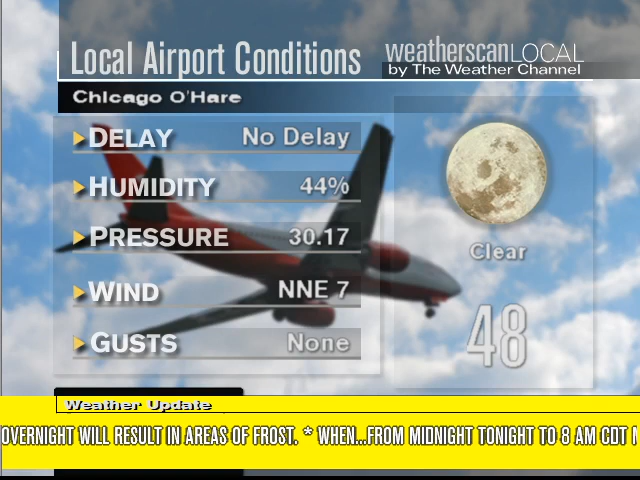 Local Airport Conditions
weatherscanLOCAL
by The Weather Channel
Chicago O'Hare
DELAY No Delay
HUMIDITY 44%
PRESSURE 30.17
WIND NNE 7
GUSTS None
Clear
48
Weather Update
OVERNIGHT WILL RESULT IN AREAS OF FROST. * WHEN...FROM MIDNIGHT TONIGHT TO 8 AM CDT